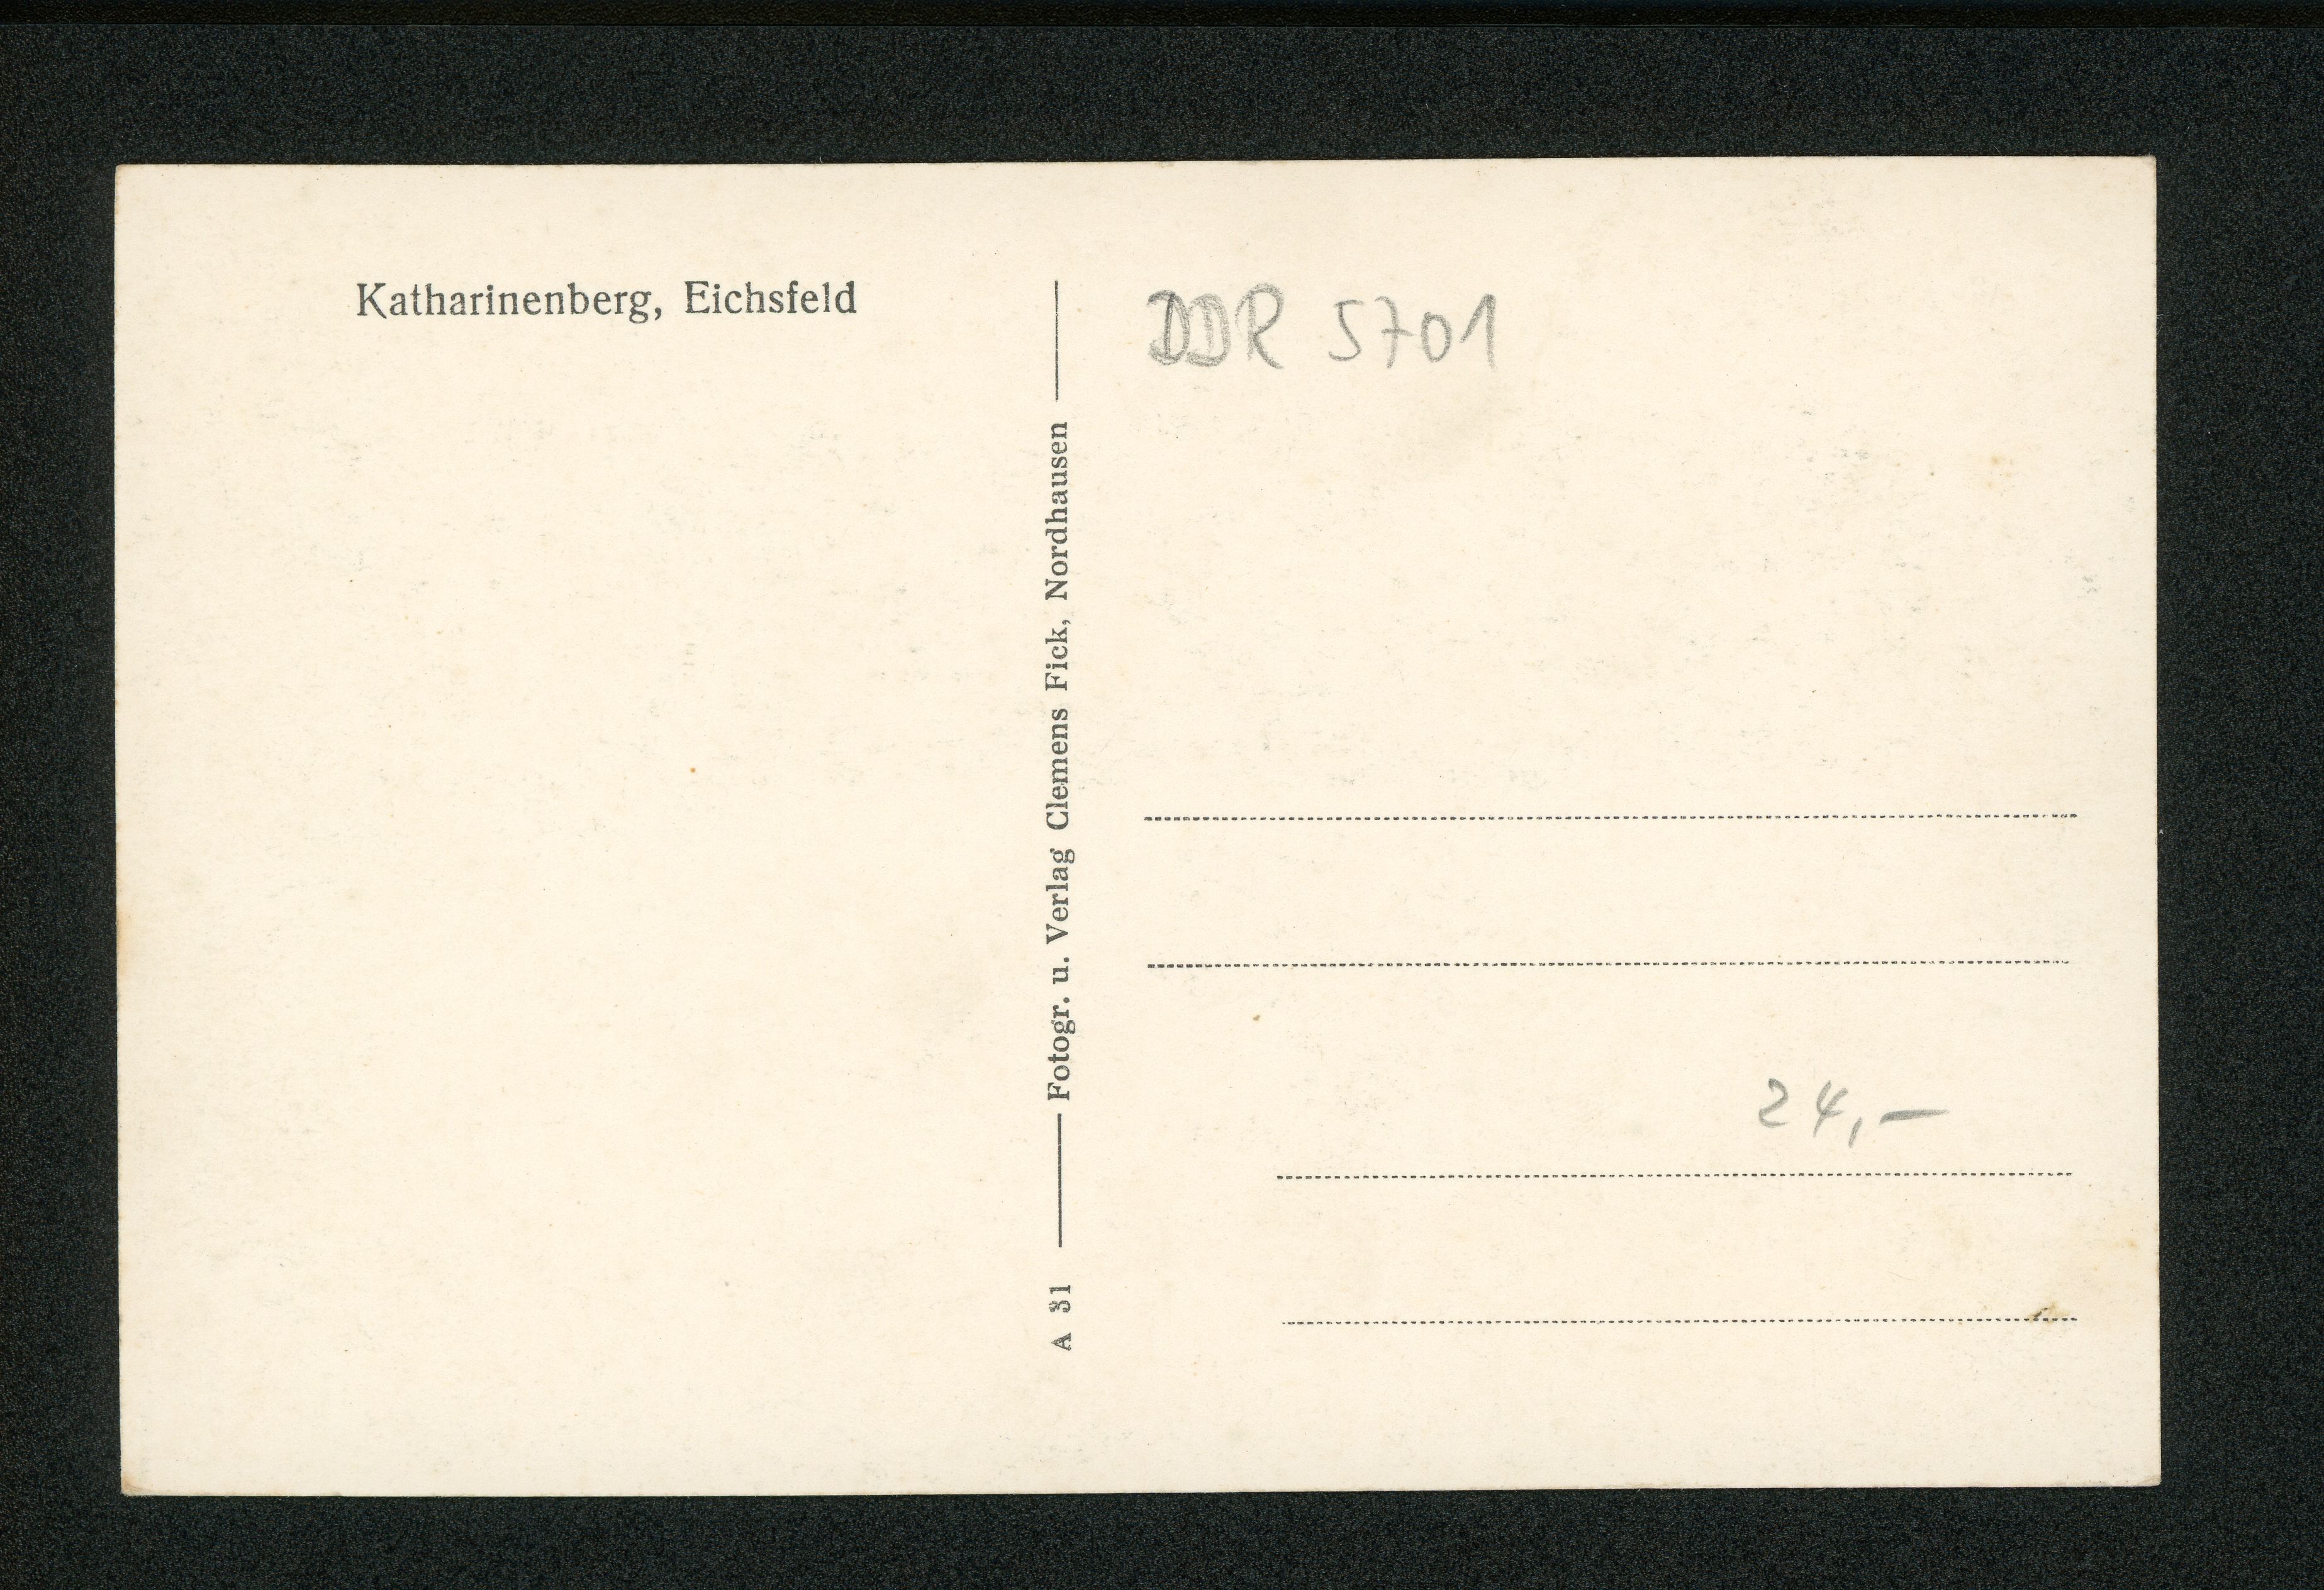 Katharinenberg, Eichsfeld
A 31 Fotogr. u. Verlag Clemens Fick, Nordhausen
DDR 5701
24,-